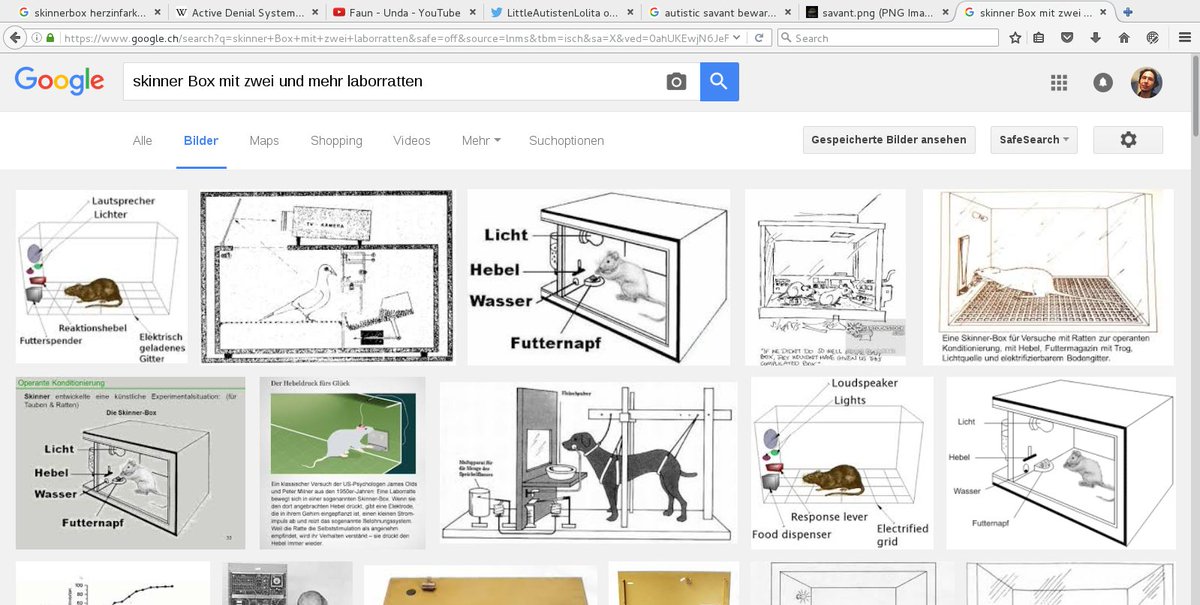 skinnerbox herzinfark...
Active Denial System...
Faun - Unda - YouTube
LittleAutistenLolita o...
autistic savant bewar...
savant.png (PNG Ima...
skinner Box mit zwei ...
https://www.google.ch/search?q=skinner+Box+mit+zwei+laborratten&safe=off&source=lnms&tbm=isch&sa=X&ved=0ahUKEwjN6JeF
Search
Google
skinner Box mit zwei und mehr laborratten
Alle
Bilder
Maps
Shopping
Videos
Mehr
Suchoptionen
Gespeicherte Bilder ansehen
SafeSearch
Lautsprecher
Lichter
Reaktionshebel
Futterspender
Elektrisch
geladenes
Gitter
TV - KAMERA
Licht
Hebel
Wasser
Futternapf
Eine Skinner-Box für Versuche mit Ratten zur operanten
Konditionierung, mit Hebel, Futtermagazin mit Trog,
Lichtquelle und elektrifizierbarem Bodengitter.
Operante Konditionierung
Skinner entwickelte eine künstliche Experimentalsituation: (für
Tauben & Ratten)
Die Skinner-Box
Licht
Hebel
Wasser
Futternapf
33
Der Hebeldruck fürs Glück
Ein klassischer Versuch der US-Psychologen James Olds
und Peter Milner aus den 1950er-Jahren: Eine Laborratte
bewegt sich in einer sogenannten Skinner-Box. Wenn sie
den dort angebrachten Hebel drückt, gibt eine Elektrode,
die in ihrem Gehirn eingepflanzt ist, einen kleinen Strom-
impuls ab und reizt das sogenannte Belohnungssystem.
Weil die Ratte die Selbststimulation als angenehm
empfindet, wird ihr Verhalten verstärkt – sie drückt den
Hebel immer wieder.
Loudspeaker
Lights
Response lever
Food dispenser
Electrified
grid
Licht
Hebel
Wasser
Futternapf
100
80